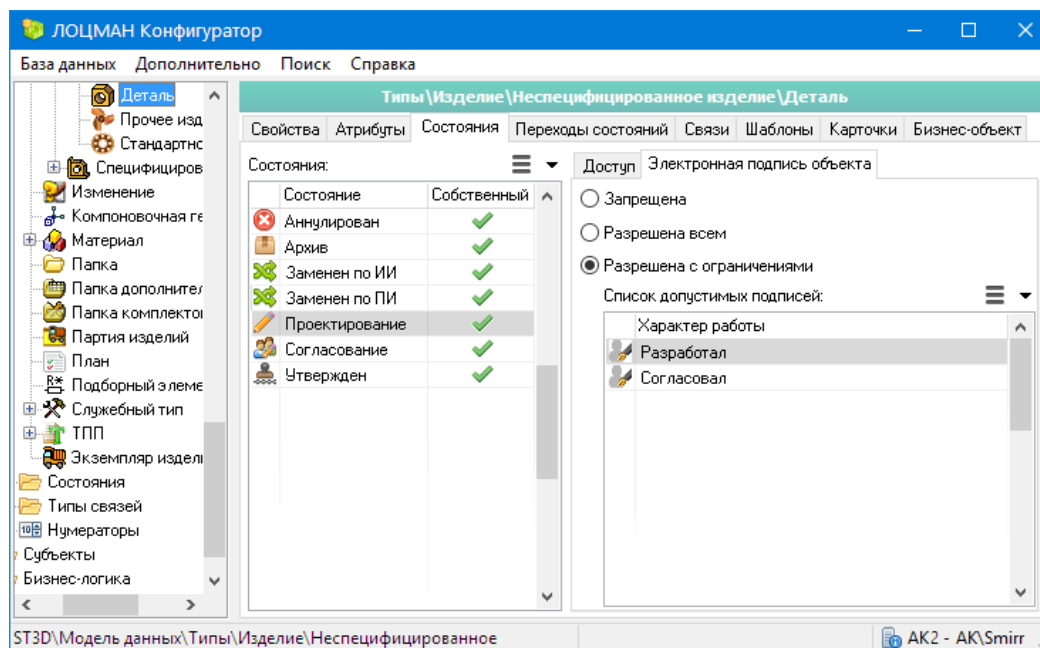 ЛОЦМАН Конфигуратор
База данных Дополнительно Поиск Справка
Деталь
Прочее изд
Стандартнс
Специфициров
Изменение
Компоновочная ге
Материал
Папка
Папка дополнител
Папка комплектоі
Партия изделий
План
Подборный элеме
Служебный тип
ТПП
Экземпляр издели
Состояния
Типы связей
Нумераторы
Субъекты
Бизнес-логика
Типы\Изделие\Неспецифицированное изделие\Деталь
Свойства Атрибуты Состояния Переходы состояний Связи Шаблоны Карточки Бизнес-объект
Состояния:
Состояние Собственный
Аннулирован
Архив
Заменен по ИИ
Заменен по ПИ
Проектирование
Согласование
Утвержден
Доступ Электронная подпись объекта
Запрещена
Разрешена всем
Разрешена с ограничениями
Список допустимых подписей:
Характер работы
Разработал
Согласовал
ST3D\Модель данных\Типы\Изделие\Неспецифицированное
AK2 - AK\Smirr